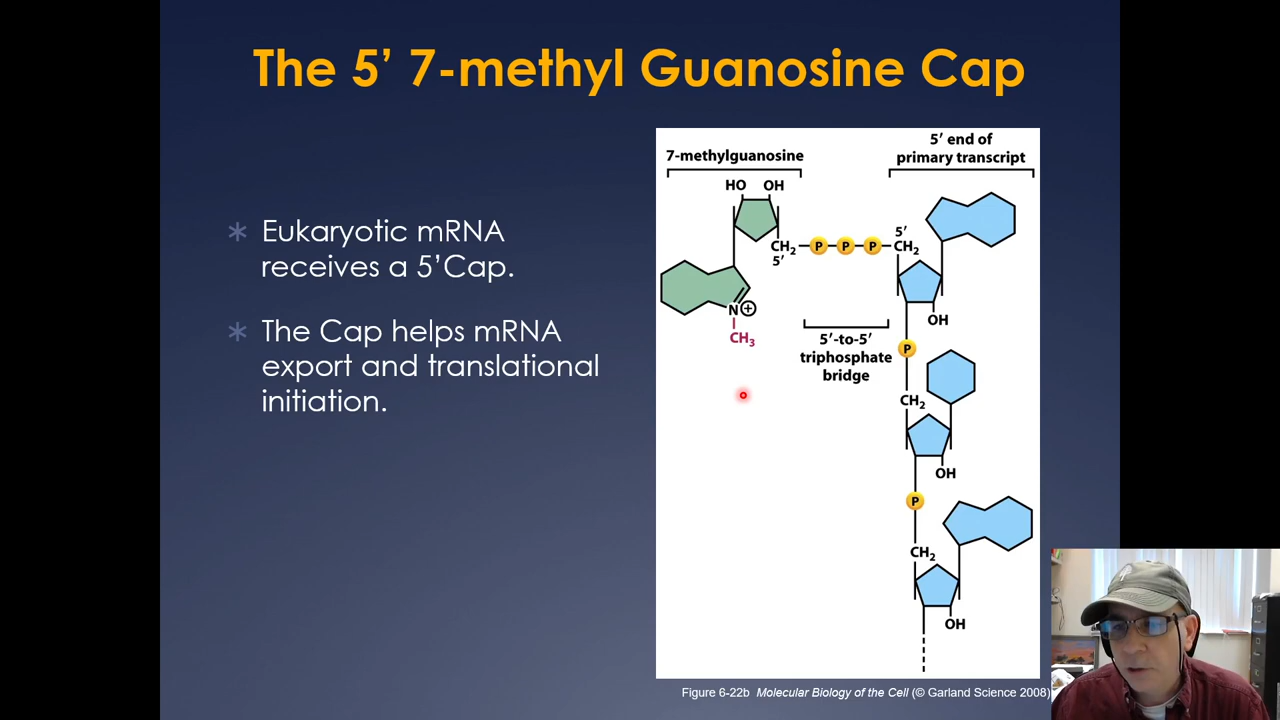 The 5’ 7-methyl Guanosine Cap
Eukaryotic mRNA
receives a 5’Cap.
The Cap helps mRNA
export and translational
initiation.
7-methylguanosine
5′ end of
primary transcript
HO OH
CH2
5′
P P P
5′
CH2
N +
CH3
OH
5′-to-5′
triphosphate
bridge
P
CH2
OH
P
CH2
OH
Figure 6-22b Molecular Biology of the Cell (© Garland Science 2008)